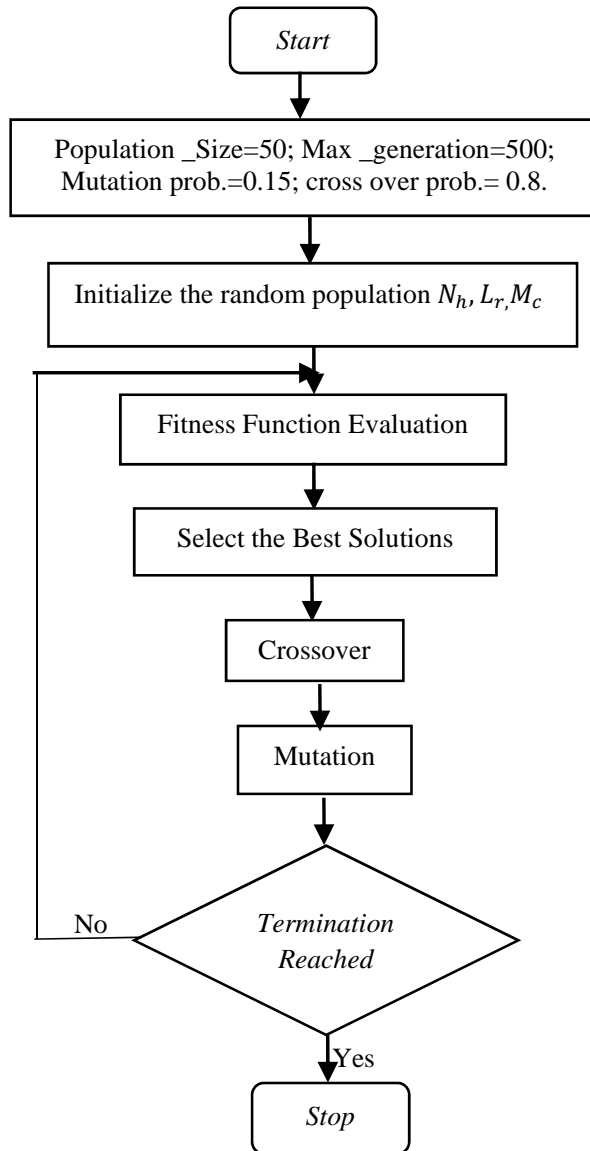 Start
Population _Size=50; Max _generation=500;
Mutation prob.=0.15; cross over prob.= 0.8.
Initialize the random population N_h, L_r, M_c
Fitness Function Evaluation
Select the Best Solutions
Crossover
Mutation
Termination
Reached
No
Yes
Stop